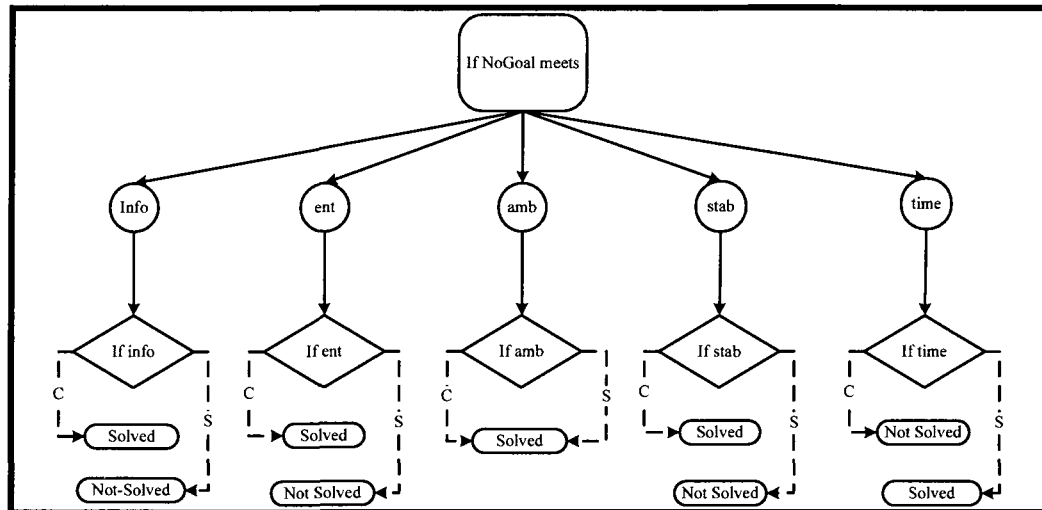 If NoGoal meets
Info
ent
amb
stab
time
If info
If ent
If amb
If stab
If time
C
S
C
S
C
S
C
S
C
S
Solved
Solved
Solved
Solved
Not Solved
Not-Solved
Not Solved
Not Solved
Solved